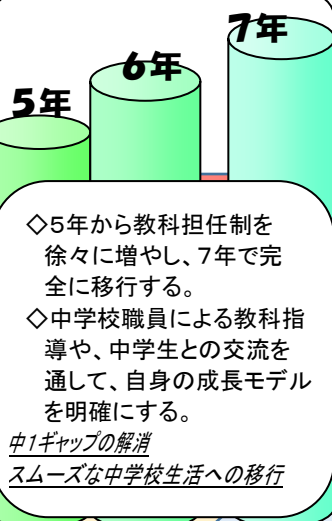 7年
6年
5年
◇5年から教科担任制を
徐々に増やし、7年で完
全に移行する。
◇中学校職員による教科指
導や、中学生との交流を
通して、自身の成長モデル
を明確にする。
中1ギャップの解消
スムーズな中学校生活への移行